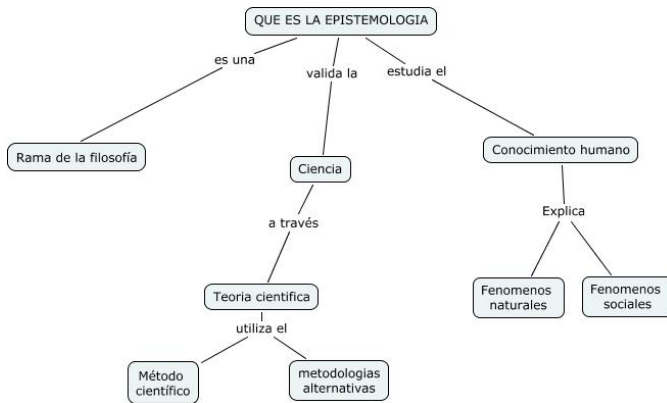 QUE ES LA EPISTEMOLOGIA
es una
valida la
estudia el
Rama de la filosofía
Ciencia
Conocimiento humano
a través
Explica
Teoria cientifica
Fenomenos
naturales
Fenomenos
sociales
utiliza el
Método
científico
metodologias
alternativas